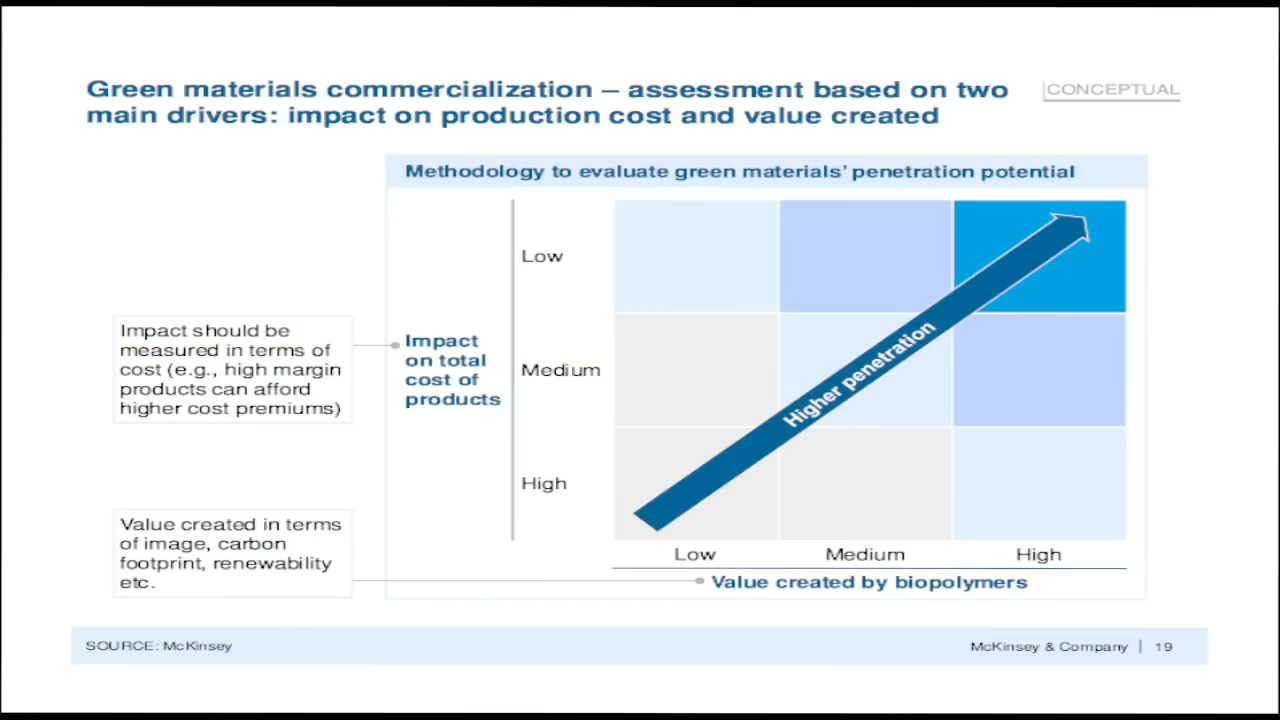 Green materials commercialization – assessment based on two
main drivers: impact on production cost and value created
CONCEPTUAL
Methodology to evaluate green materials' penetration potential
Impact should be
measured in terms of
cost (e.g., high margin
products can afford
higher cost premiums)
Impact
on total
cost of
products
Low
Medium
High
Higher penetration
Value created in terms
of image, carbon
footprint, renewability
etc.
Low
Medium
High
Value created by biopolymers
SOURCE: McKinsey
McKinsey & Company | 19